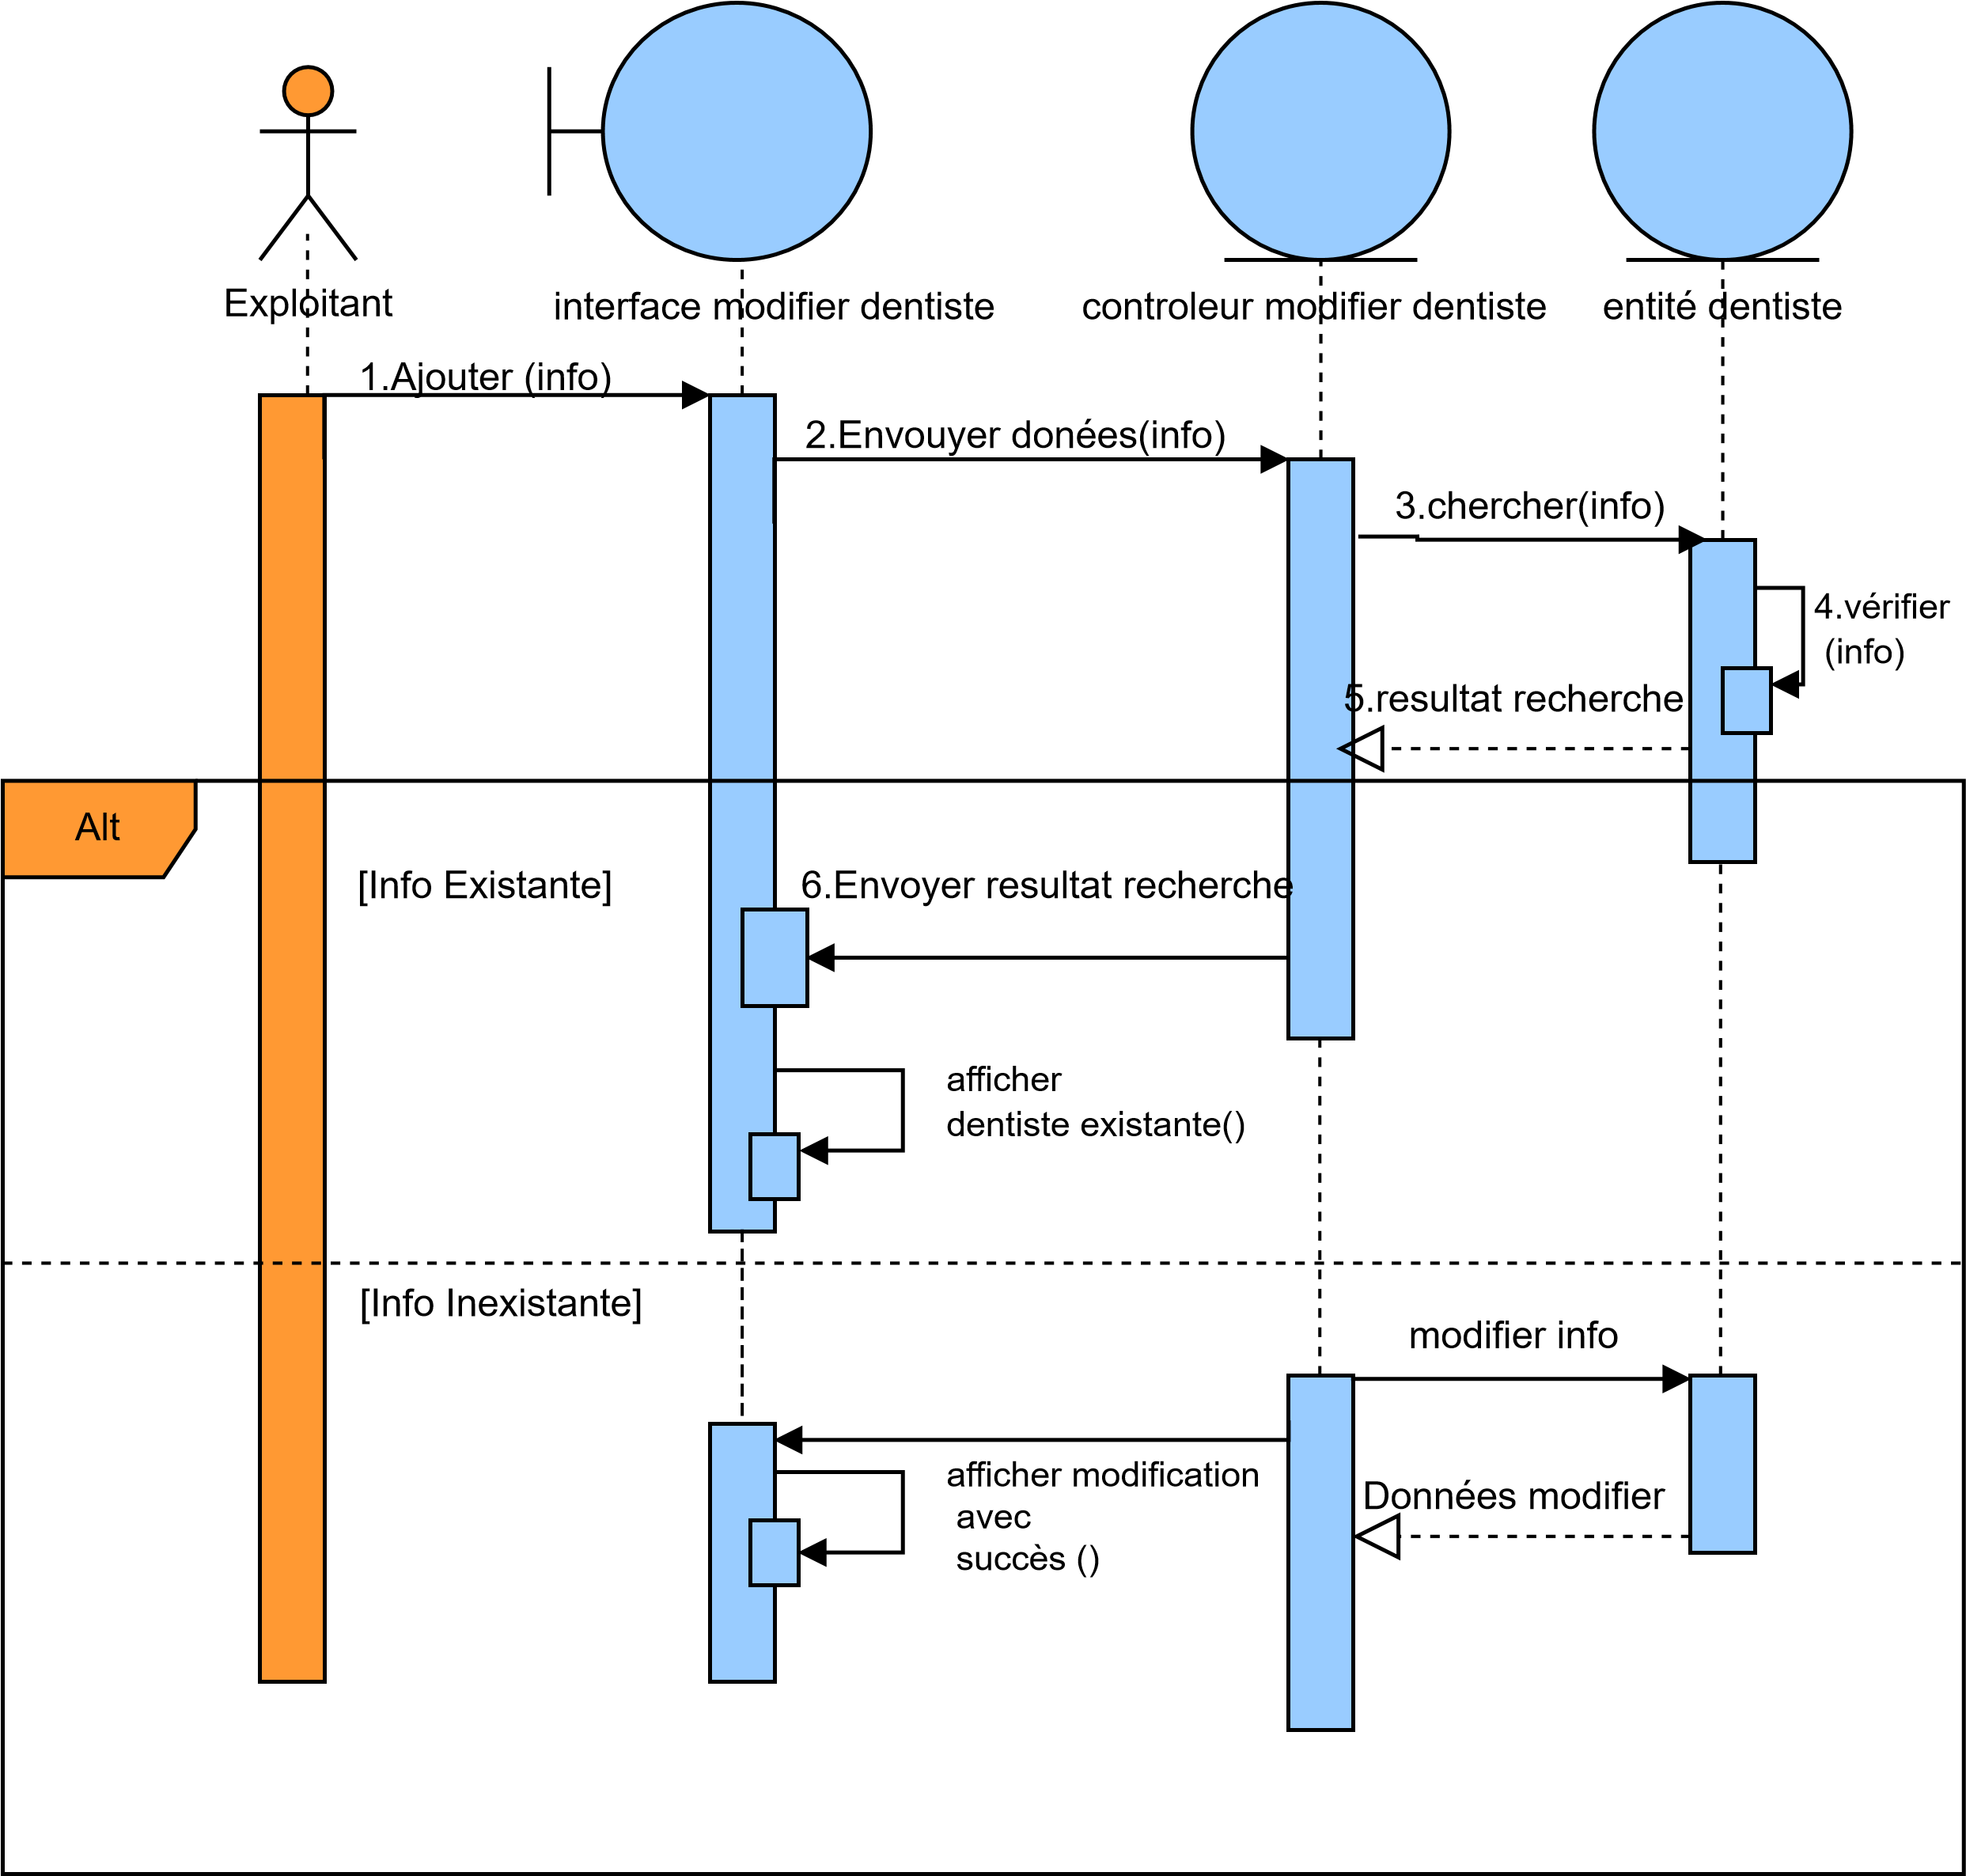 Exploitant
interface modifier dentiste
controleur modifier dentiste
entité dentiste
1.Ajouter (info)
2.Envouyer donées(info)
3.chercher(info)
4.vérifier
(info)
5.resultat recherche
Alt
[Info Existante]
6.Envoyer resultat recherche
afficher
dentiste existante()
[Info Inexistante]
modifier info
afficher modification
avec
succès ()
Données modifier